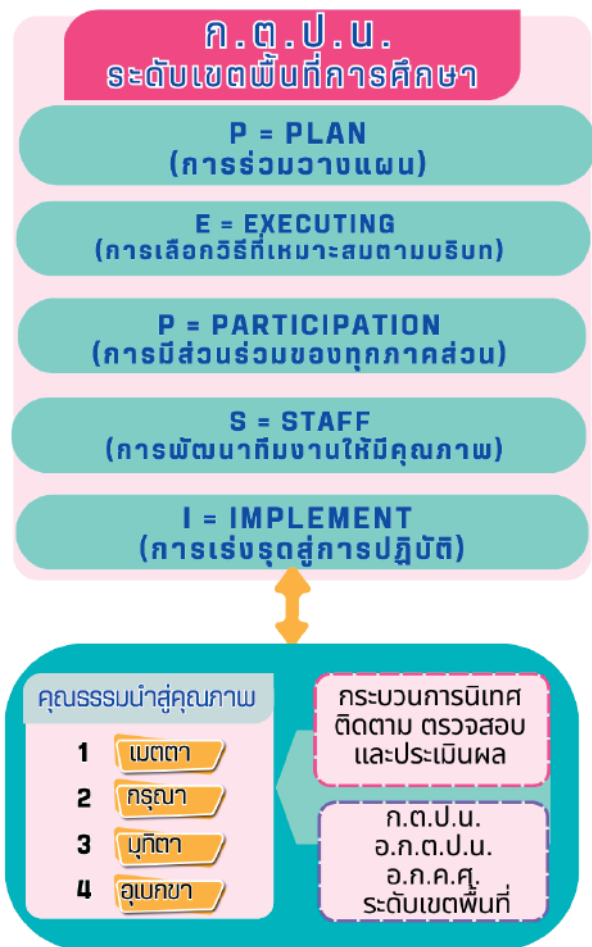 ก.ต.ป.น.
ระดับเขตพื้นที่การศึกษา
P = PLAN
(การร่วมวางแผน)
E = EXECUTING
(การเลือกวิธีที่เหมาะสมตามบริบท)
P = PARTICIPATION
(การมีส่วนร่วมของทุกภาคส่วน)
S = STAFF
(การพัฒนาทีมงานให้มีคุณภาพ)
I = IMPLEMENT
(การเร่งรุดสู่การปฏิบัติ)
คุณธรรมนำสู่คุณภาพ
1 เมตตา
2 กรุณา
3 มุทิตา
4 อุเบกขา
กระบวนการนิเทศ
ติดตาม ตรวจสอบ
และประเมินผล
ก.ต.ป.น.
อ.ก.ต.ป.น.
อ.ก.ค.ศ.
ระดับเขตพื้นที่